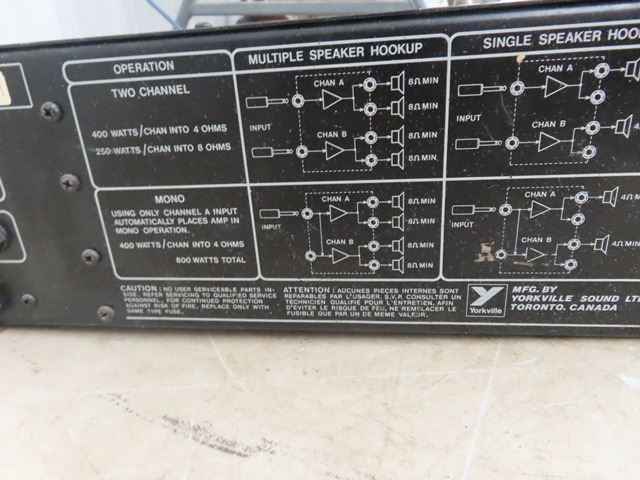 OPERATION
TWO CHANNEL
400 WATTS/CHAN INTO 4 OHMS
250 WATTS/CHAN INTO 8 OHMS
MONO
USING ONLY CHANNEL A INPUT
AUTOMATICALLY PLACES AMP IN
MONO OPERATION.
400 WATTS/CHAN INTO 4 OHMS
800 WATTS TOTAL
MULTIPLE SPEAKER HOOKUP
CHAN A
8Ω MIN
8Ω MIN
INPUT
CHAN B
8Ω MIN
8Ω MIN
CHAN A
8Ω MIN
8Ω MIN
INPUT
CHAN B
8Ω MIN
8Ω MIN
SINGLE SPEAKER
CHAN A
INPUT
CHAN B
CHAN A
4Ω MIN
INPUT
CHAN B
4Ω MIN
CAUTION: NO USER SERVICEABLE PARTS IN-
SIDE. REFER SERVICING TO QUALIFIED SERVICE
PERSONNEL. FOR CONTINUED PROTECTION
AGAINST RISK OF FIRE, REPLACE ONLY WITH
SAME TYPE FUSE.
ATTENTION: AUCUNES PIECES INTERNES SONT
REPARABLES PAR L'USAGER. S.V.P. CONSULTER UN
TECHNICIEN QUALIFIE POUR L'ENTRETIEN. AFIN
D'EVITER LE RISQUE DE FEU, NE REMPLACER LE
FUSIBLE QUE PAR UN DE MEME VALEUR.
Yorkville
MFG. BY
YORKVILLE SOUND
TORONTO. CANADA